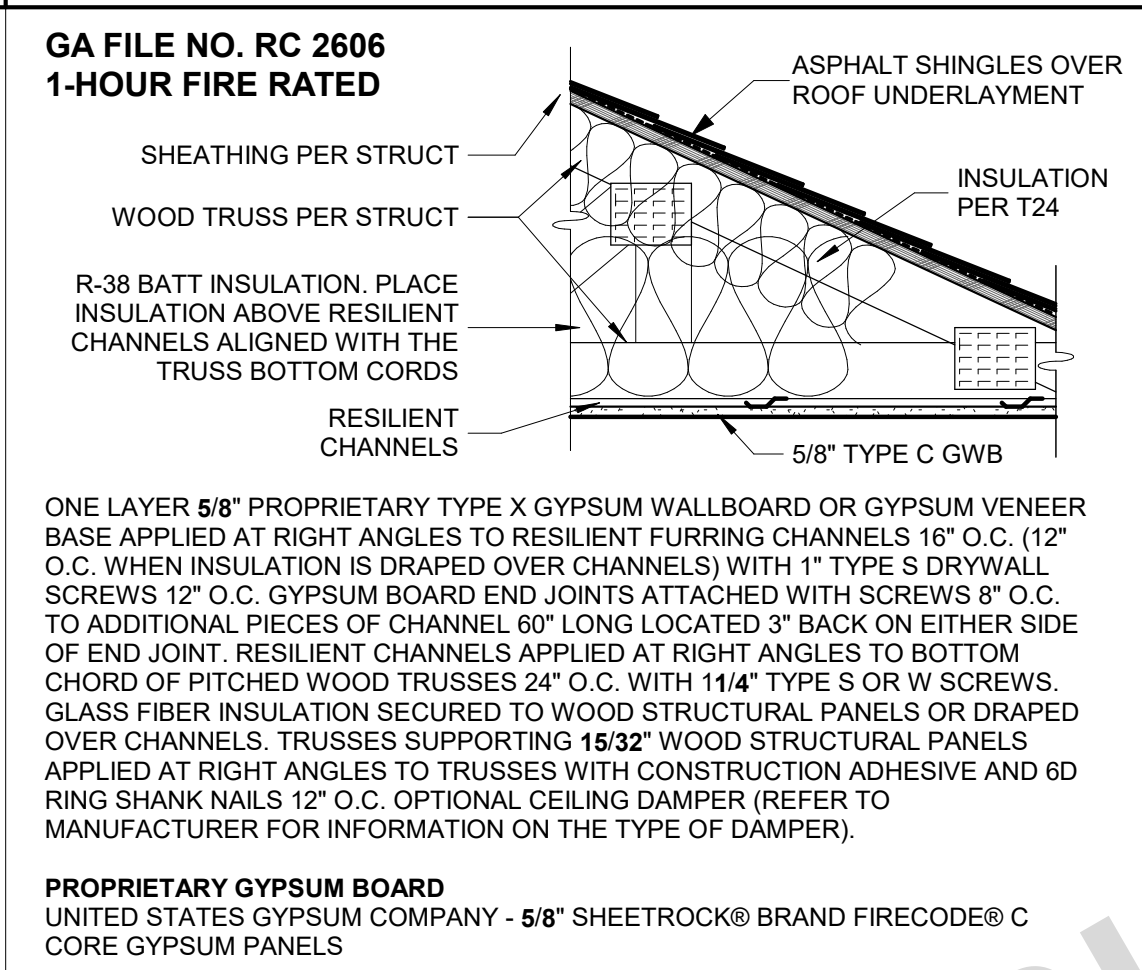 GA FILE NO. RC 2606
1-HOUR FIRE RATED
ASPHALT SHINGLES OVER
ROOF UNDERLAYMENT
SHEATHING PER STRUCT
INSULATION
PER T24
WOOD TRUSS PER STRUCT
R-38 BATT INSULATION. PLACE
INSULATION ABOVE RESILIENT
CHANNELS ALIGNED WITH THE
TRUSS BOTTOM CORDS
RESILIENT
CHANNELS
5/8" TYPE C GWB
ONE LAYER 5/8" PROPRIETARY TYPE X GYPSUM WALLBOARD OR GYPSUM VENEER
BASE APPLIED AT RIGHT ANGLES TO RESILIENT FURRING CHANNELS 16" O.C. (12"
O.C. WHEN INSULATION IS DRAPED OVER CHANNELS) WITH 1" TYPE S DRYWALL
SCREWS 12" O.C. GYPSUM BOARD END JOINTS ATTACHED WITH SCREWS 8" O.C.
TO ADDITIONAL PIECES OF CHANNEL 60" LONG LOCATED 3" BACK ON EITHER SIDE
OF END JOINT. RESILIENT CHANNELS APPLIED AT RIGHT ANGLES TO BOTTOM
CHORD OF PITCHED WOOD TRUSSES 24" O.C. WITH 11/4" TYPE S OR W SCREWS.
GLASS FIBER INSULATION SECURED TO WOOD STRUCTURAL PANELS OR DRAPED
OVER CHANNELS. TRUSSES SUPPORTING 15/32" WOOD STRUCTURAL PANELS
APPLIED AT RIGHT ANGLES TO TRUSSES WITH CONSTRUCTION ADHESIVE AND 6D
RING SHANK NAILS 12" O.C. OPTIONAL CEILING DAMPER (REFER TO
MANUFACTURER FOR INFORMATION ON THE TYPE OF DAMPER).
PROPRIETARY GYPSUM BOARD
UNITED STATES GYPSUM COMPANY - 5/8" SHEETROCK® BRAND FIRECODE® C
CORE GYPSUM PANELS